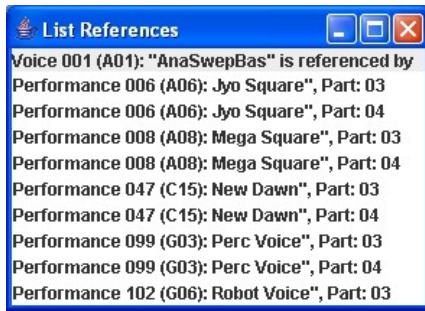 List References
Voice 001 (A01): "AnaSwepBas" is referenced by
Performance 006 (A06): Jyo Square", Part: 03
Performance 006 (A06): Jyo Square", Part: 04
Performance 008 (A08): Mega Square", Part: 03
Performance 008 (A08): Mega Square", Part: 04
Performance 047 (C15): New Dawn", Part: 03
Performance 047 (C15): New Dawn", Part: 04
Performance 099 (G03): Perc Voice", Part: 03
Performance 099 (G03): Perc Voice", Part: 04
Performance 102 (G06): Robot Voice", Part: 03